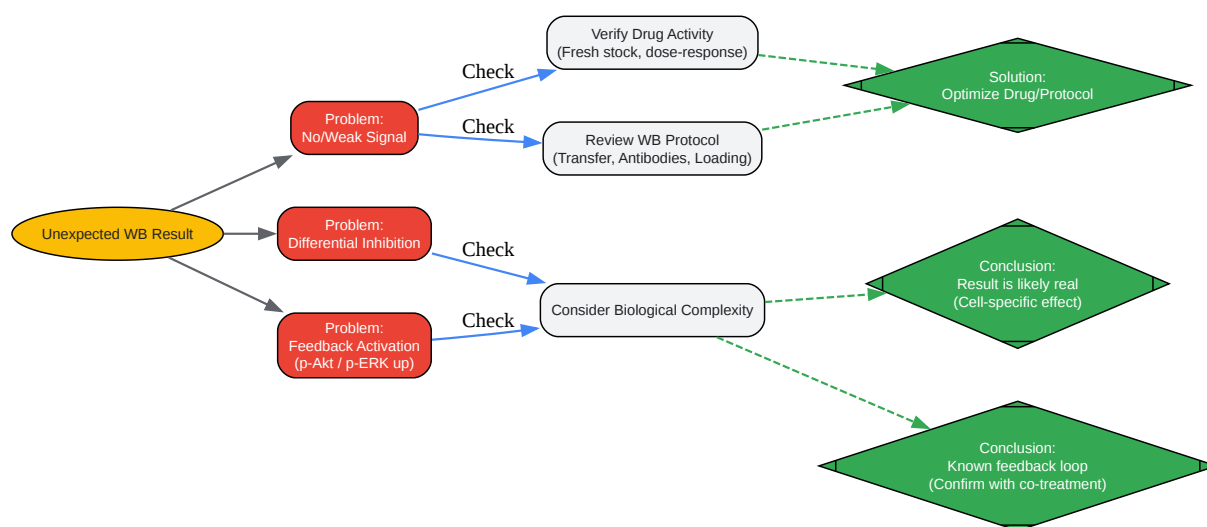 Unexpected WB Result
Problem:
No/Weak Signal
Problem:
Differential Inhibition
Problem:
Feedback Activation
(p-Akt / p-ERK up)
Check
Check
Check
Check
Verify Drug Activity
(Fresh stock, dose-response)
Review WB Protocol
(Transfer, Antibodies, Loading)
Consider Biological Complexity
Solution:
Optimize Drug/Protocol
Conclusion:
Result is likely real
(Cell-specific effect)
Conclusion:
Known feedback loop
(Confirm with co-treatment)